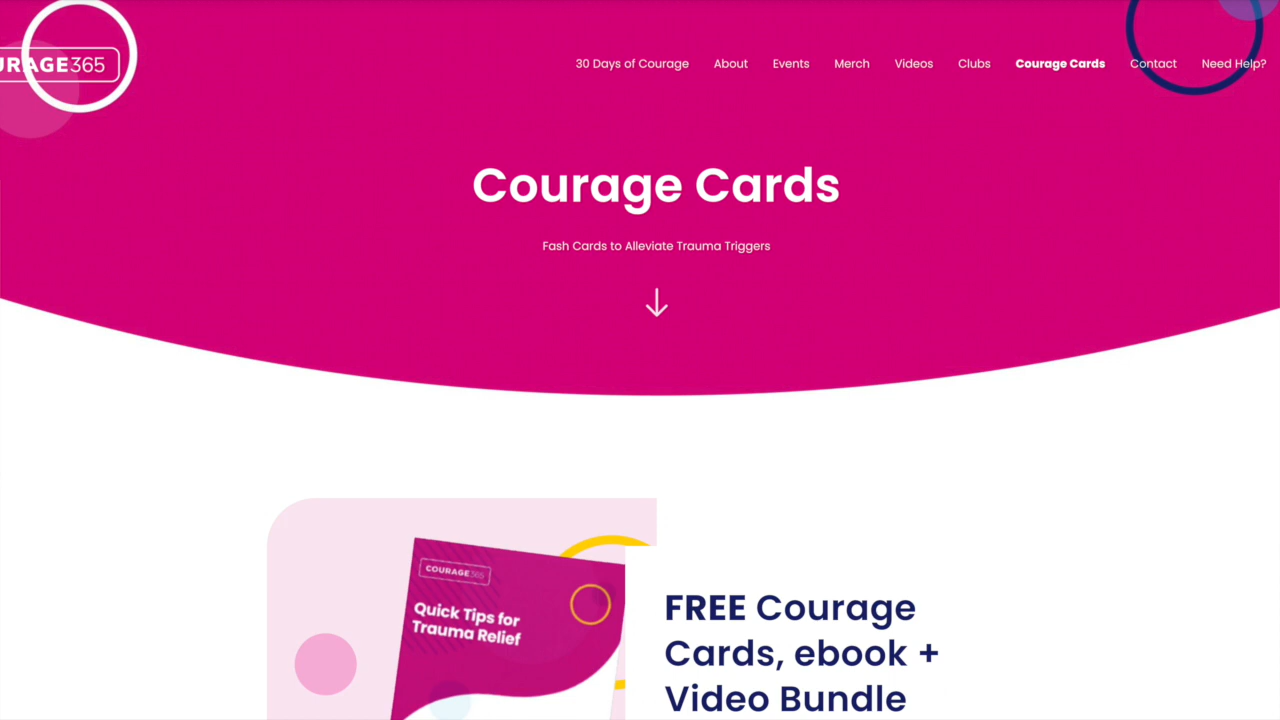 URAGE365
30 Days of Courage About Events Merch Videos Clubs Courage Cards Contact Need Help?
Courage Cards
Fash Cards to Alleviate Trauma Triggers
COURAGE365
Quick Tips for
Trauma Relief
FREE Courage
Cards, ebook +
Video Bundle